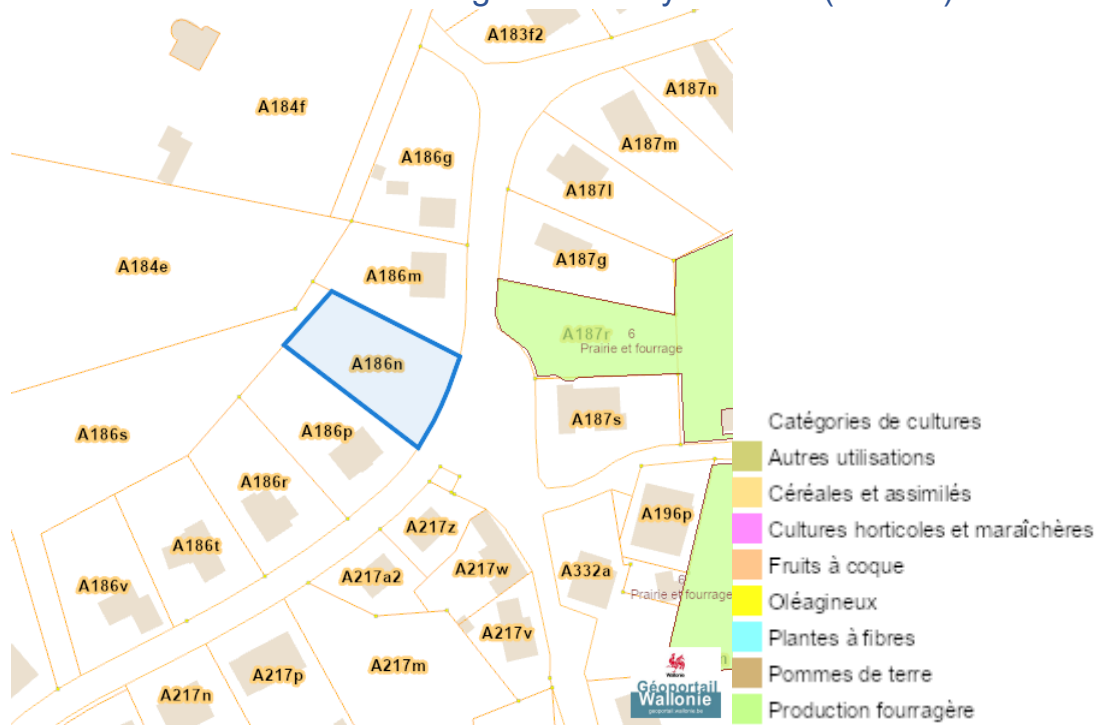 A183f2
A187n
A184f
A187m
A186g
A187l
A187g
A184e
A186m
A187r
6
Prairie et fourrage
A186n
A187s
A186s
A186p
A186r
A196p
A217z
A186t
A217w
A332a
A217a2
A186v
6
Prairie et fourrage
A217v
A217m
A217p
A217n
Wallonie
Géoportail
Wallonie
geoportail.wallonie.be
Catégories de cultures
Autres utilisations
Céréales et assimilés
Cultures horticoles et maraîchères
Fruits à coque
Oléagineux
Plantes à fibres
Pommes de terre
Production fourragère